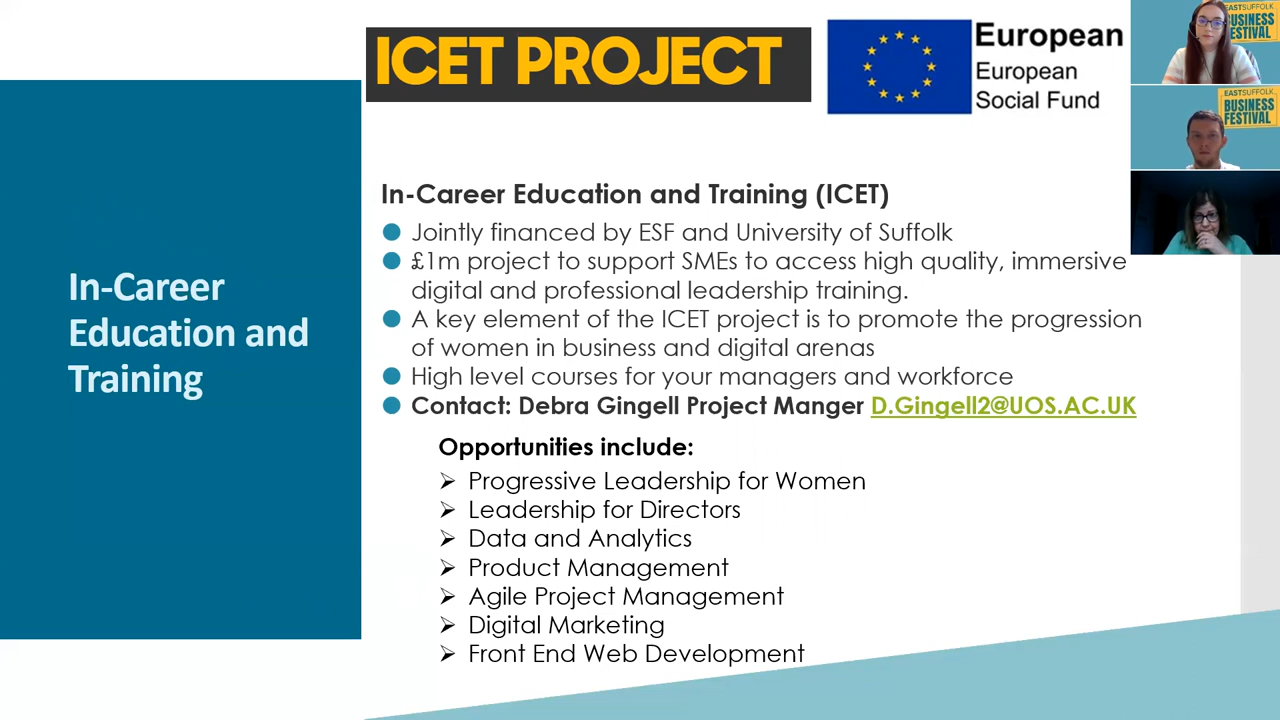 ICET PROJECT
European
European
Social Fund
EASTSUFFOLK
BUSINESS
FESTIVAL
EASTSUFFOLK
BUSINESS
FESTIVAL
In-Career
Education and
Training
In-Career Education and Training (ICET)
Jointly financed by ESF and University of Suffolk
£1m project to support SMEs to access high quality, immersive
digital and professional leadership training.
A key element of the ICET project is to promote the progression
of women in business and digital arenas
High level courses for your managers and workforce
Contact: Debra Gingell Project Manger D.Gingell2@UOS.AC.UK
Opportunities include:
Progressive Leadership for Women
Leadership for Directors
Data and Analytics
Product Management
Agile Project Management
Digital Marketing
Front End Web Development